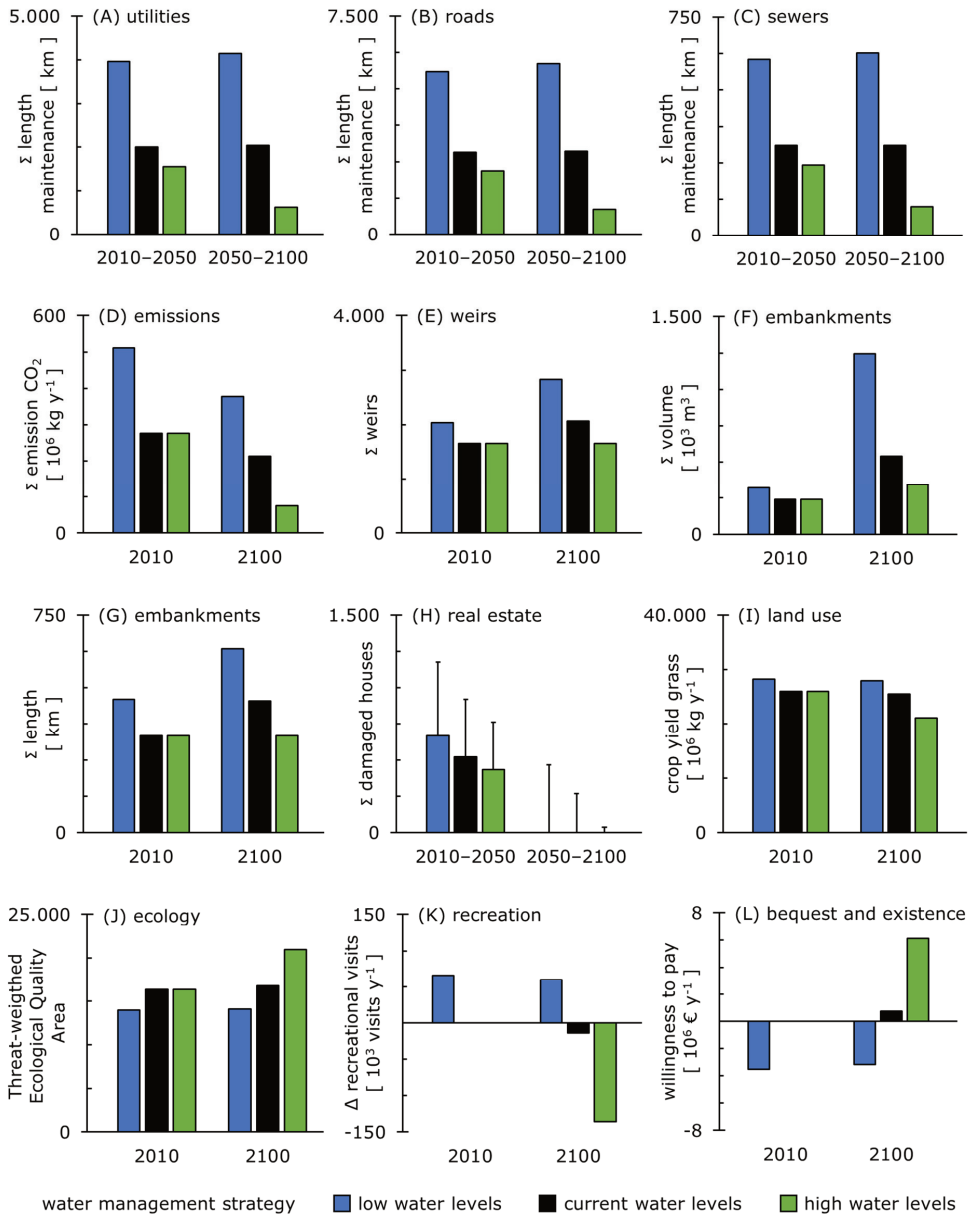 5.000
(A) utilities
Σ length
maintenance [ km ]
0
2010–2050
2050–2100
7.500
(B) roads
Σ length
maintenance [ km ]
0
2010–2050
2050–2100
750
(C) sewers
Σ length
maintenance [ km ]
0
2010–2050
2050–2100
600
(D) emissions
Σ emission CO₂
[ 10⁶ kg y⁻¹ ]
0
2010
2100
4.000
(E) weirs
Σ weirs
0
2010
2100
1.500
(F) embankments
Σ volume
[ 10³ m³ ]
0
2010
2100
750
(G) embankments
Σ length
[ km ]
0
2010
2100
1.500
(H) real estate
Σ damaged houses
0
2010–2050
2050–2100
40.000
(I) land use
crop yield grass
[ 10⁶ kg y⁻¹ ]
0
2010
2100
25.000
(J) ecology
Threat-weigthed
Ecological Quality
Area
0
2010
2100
150
(K) recreation
Δ recreational visits
[ 10³ visits y⁻¹ ]
-150
2010
2100
8
(L) bequest and existence
willingness to pay
[ 10⁶ € y⁻¹ ]
-8
2010
2100
water management strategy
low water levels
current water levels
high water levels